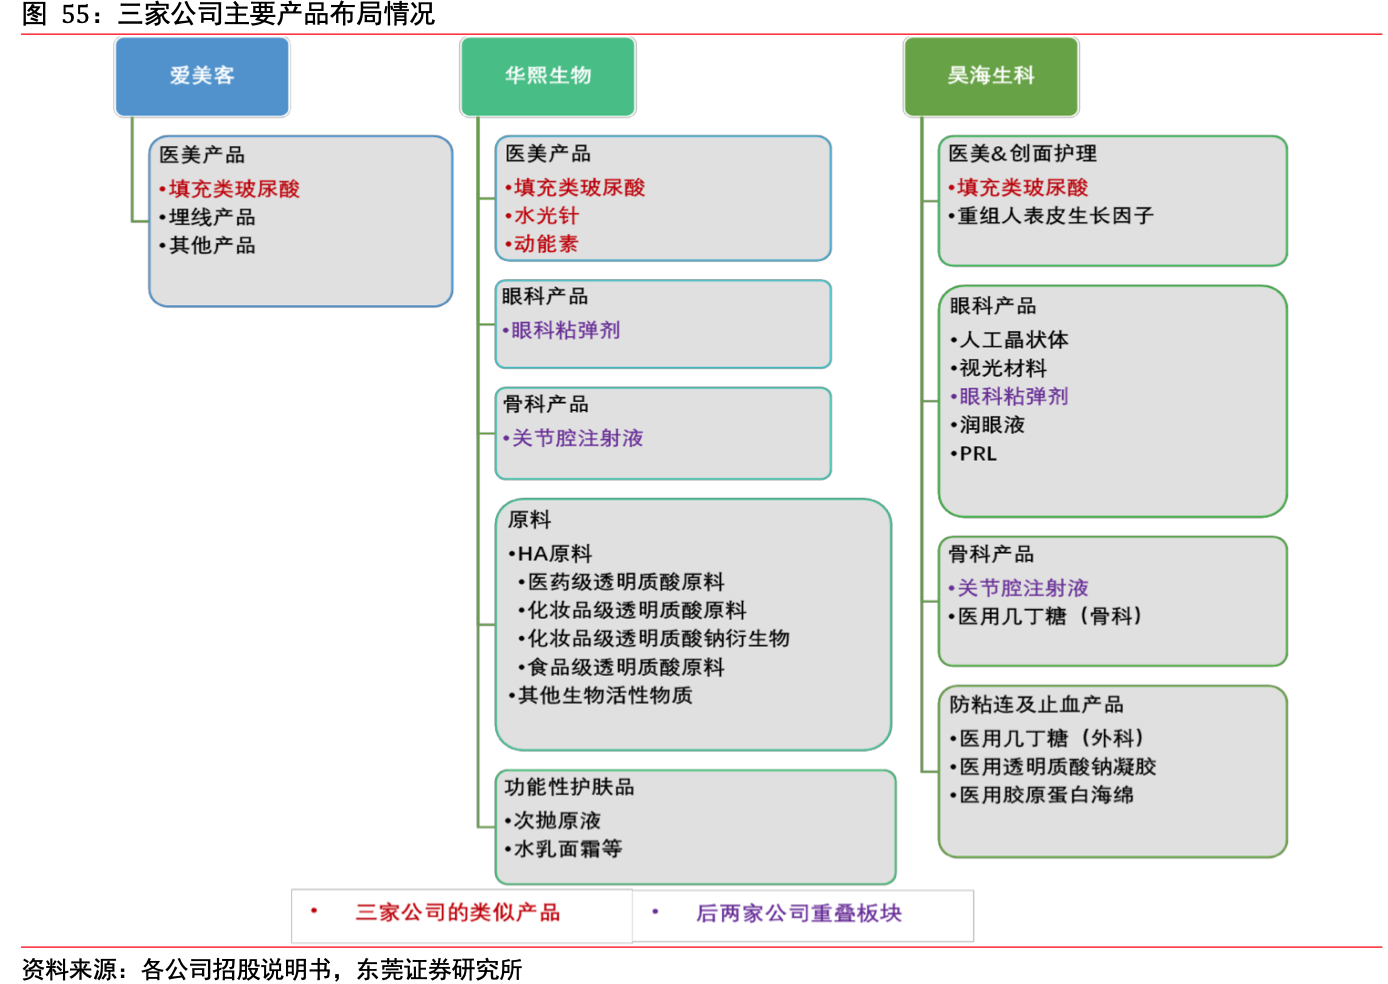 图 55：三家公司主要产品布局情况
爱美客
医美产品
•填充类玻尿酸
•埋线产品
•其他产品
华熙生物
医美产品
•填充类玻尿酸
•水光针
•动能素
眼科产品
•眼科粘弹剂
骨科产品
•关节腔注射液
原料
•HA原料
•医药级透明质酸原料
•化妆品级透明质酸原料
•化妆品级透明质酸钠衍生物
•食品级透明质酸原料
•其他生物活性物质
功能性护肤品
•次抛原液
•水乳面霜等
昊海生科
医美&创面护理
•填充类玻尿酸
•重组人表皮生长因子
眼科产品
•人工晶状体
•视光材料
•眼科粘弹剂
•润眼液
•PRL
骨科产品
•关节腔注射液
•医用几丁糖（骨科）
防粘连及止血产品
•医用几丁糖（外科）
•医用透明质酸钠凝胶
•医用胶原蛋白海绵
• 三家公司的类似产品
• 后两家公司重叠板块
资料来源：各公司招股说明书，东莞证券研究所